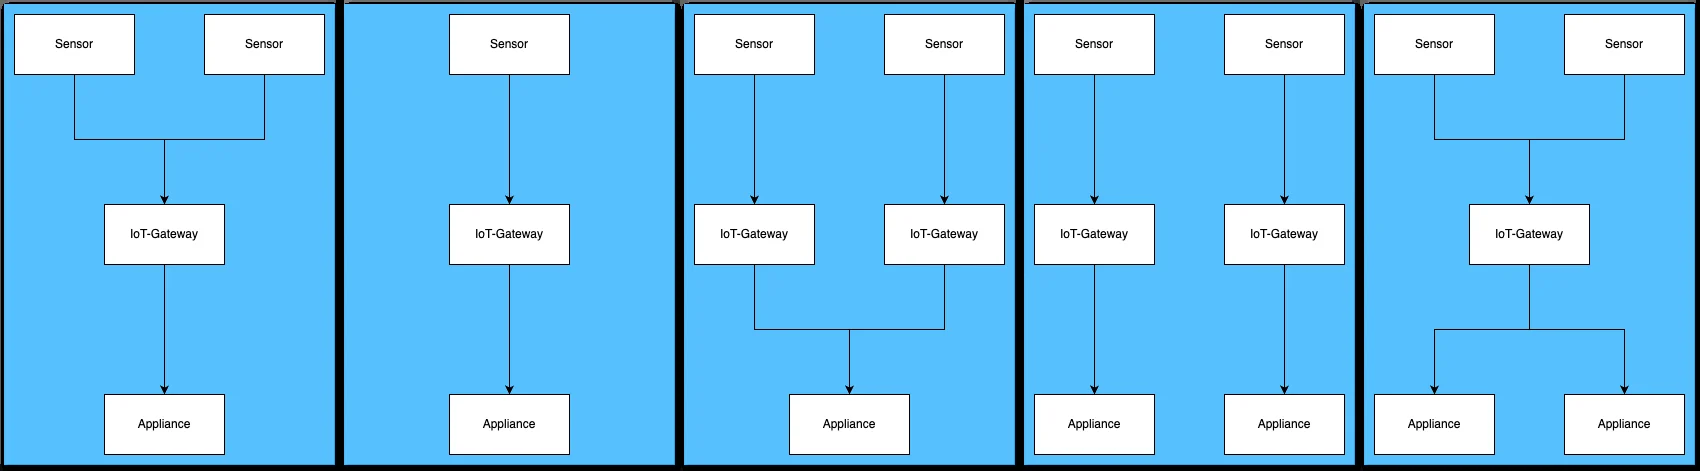 Sensor
Sensor
IoT-Gateway
Appliance
Sensor
IoT-Gateway
Appliance
Sensor
Sensor
IoT-Gateway
IoT-Gateway
Appliance
Sensor
Sensor
IoT-Gateway
IoT-Gateway
Appliance
Appliance
Sensor
Sensor
IoT-Gateway
Appliance
Appliance